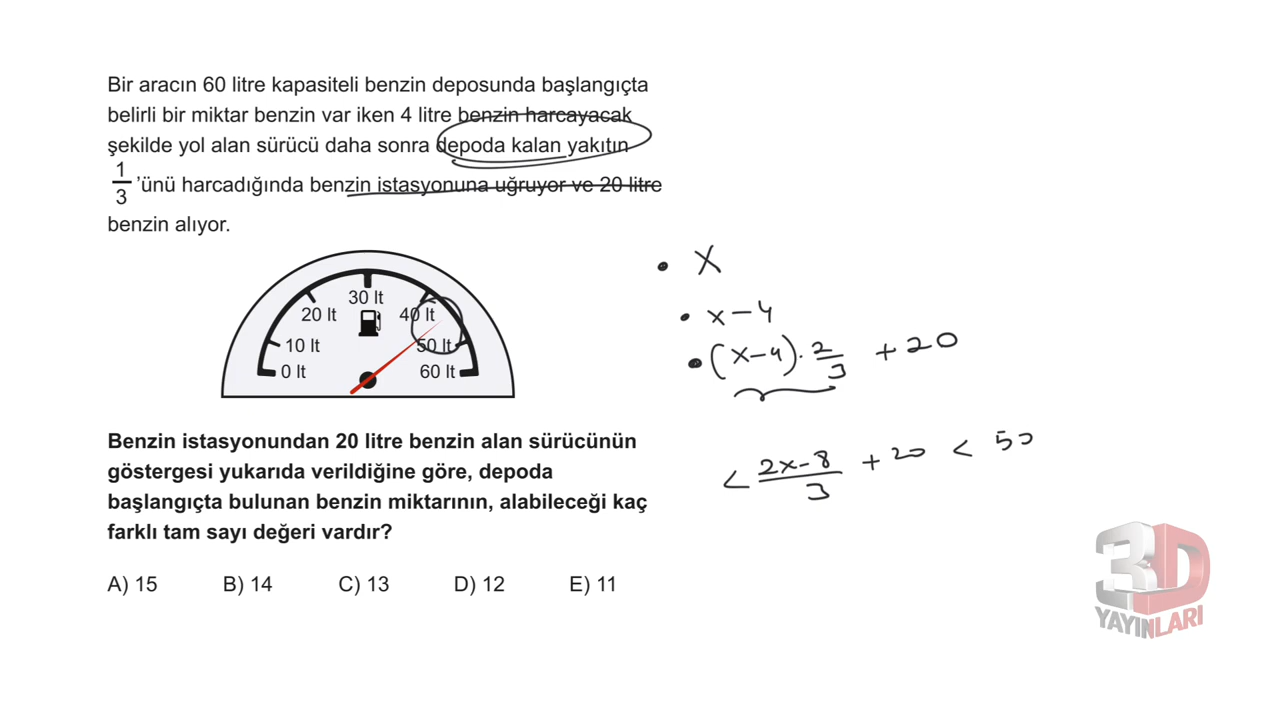 Bir aracın 60 litre kapasiteli benzin deposunda başlangıçta
belirli bir miktar benzin var iken 4 litre benzin harcayacak
şekilde yol alan sürücü daha sonra depoda kalan yakıtın
1/3 'ünü harcadığında benzin istasyonuna uğruyor ve 20 litre
benzin alıyor.
0 lt
10 lt
20 lt
30 lt
40 lt
50 lt
60 lt
Benzin istasyonundan 20 litre benzin alan sürücünün
göstergesi yukarıda verildiğine göre, depoda
başlangıçta bulunan benzin miktarının, alabileceği kaç
farklı tam sayı değeri vardır?
A) 15 B) 14 C) 13 D) 12 E) 11
• x
• x - 4
• (x - 4) · 2/3 + 20
< 2x - 8 / 3 + 20 < 50
3D
YAYINLARI